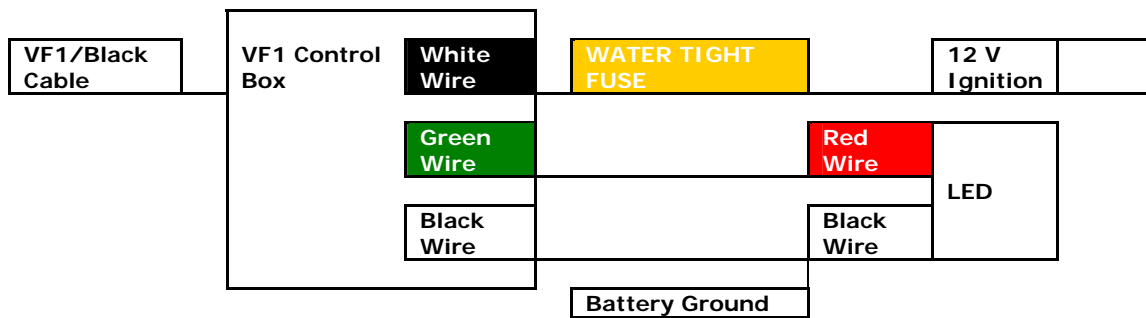 VF1/Black
Cable
VF1 Control
Box
White
Wire
WATER TIGHT
FUSE
12 V
Ignition
Green
Wire
Red
Wire
LED
Black
Wire
Black
Wire
Battery Ground